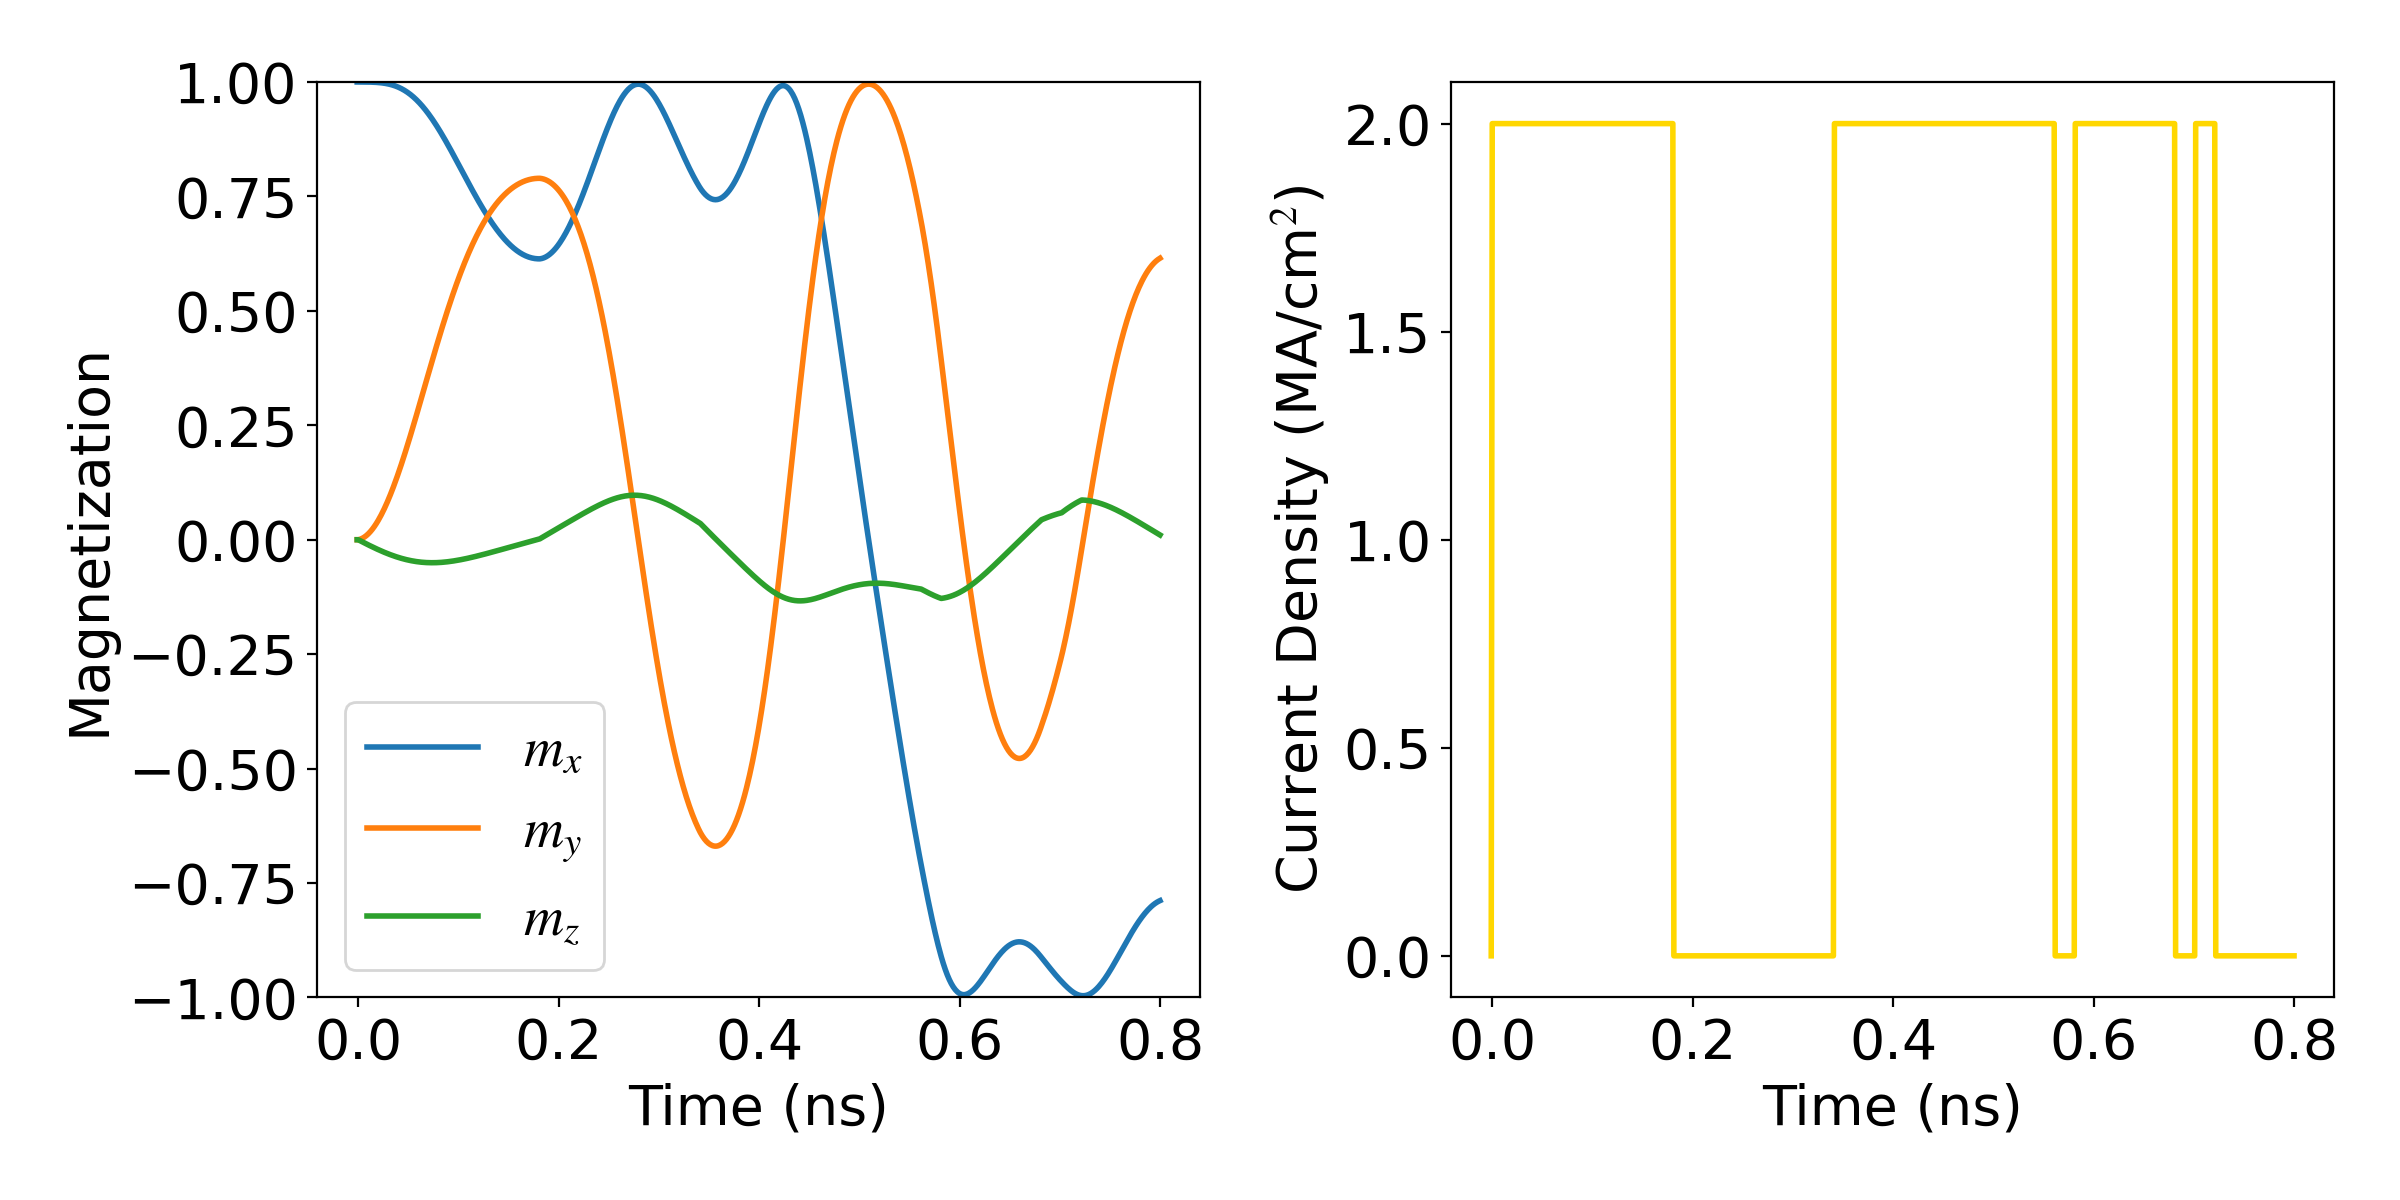 1.00
0.75
0.50
0.25
0.00
−0.25
−0.50
−0.75
−1.00
Magnetization
m_x
m_y
m_z
0.0 0.2 0.4 0.6 0.8
Time (ns)
2.0
1.5
1.0
0.5
0.0
Current Density (MA/cm²)
0.0 0.2 0.4 0.6 0.8
Time (ns)